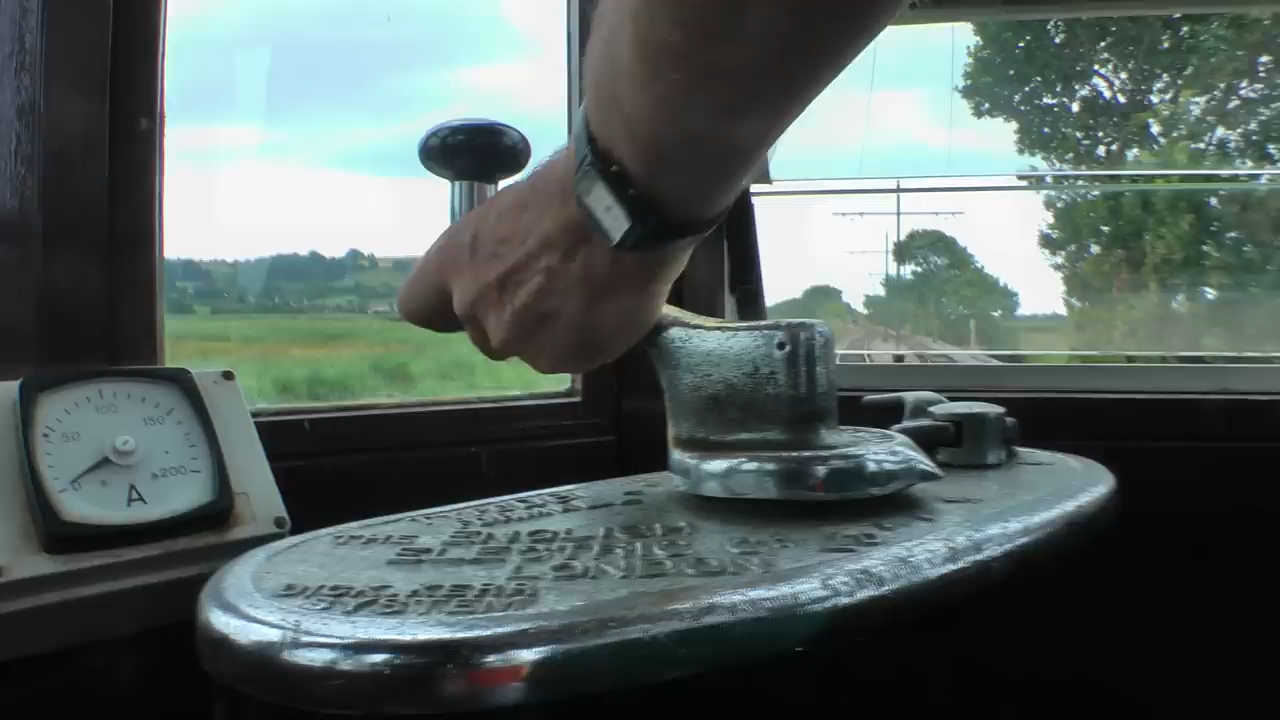 50
100
150
200
0
A
THE ENGLISH
ELECTRIC CO LTD
LONDON
DICK. KERR
SYSTEM